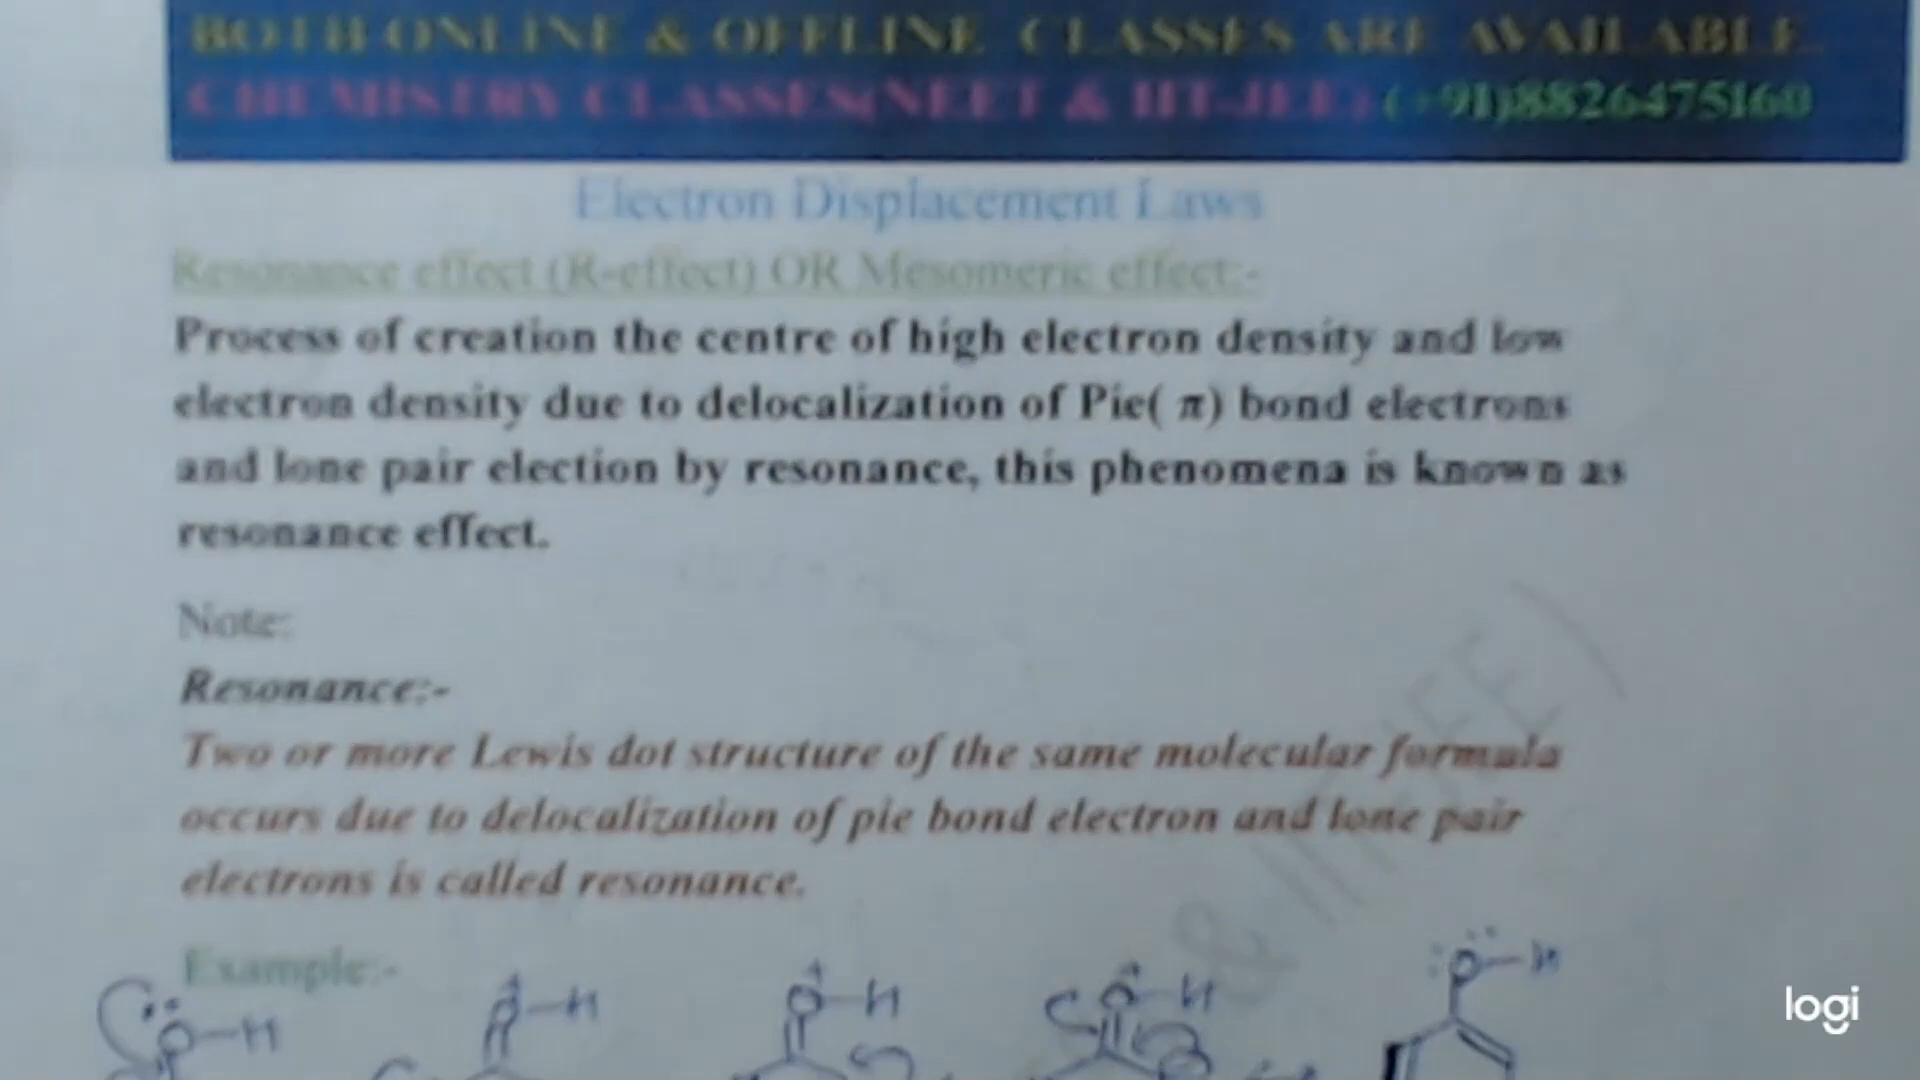 BOTH ONLINE & OFFLINE CLASSES ARE AVAILABLE
CHEMISTRY CLASSES(NEET & IIT-JEE) (+91)8826475160
Electron Displacement Laws
Resonance effect (R-effect) OR Mesomeric effect:-
Process of creation the centre of high electron density and low
electron density due to delocalization of Pie( π) bond electrons
and lone pair election by resonance, this phenomena is known as
resonance effect.
Note:
Resonance:-
Two or more Lewis dot structure of the same molecular formula
occurs due to delocalization of pie bond electron and lone pair
electrons is called resonance.
& IIT-JEE )
Example:-
O-H
O-H
O-H
O-H
O-H
logi